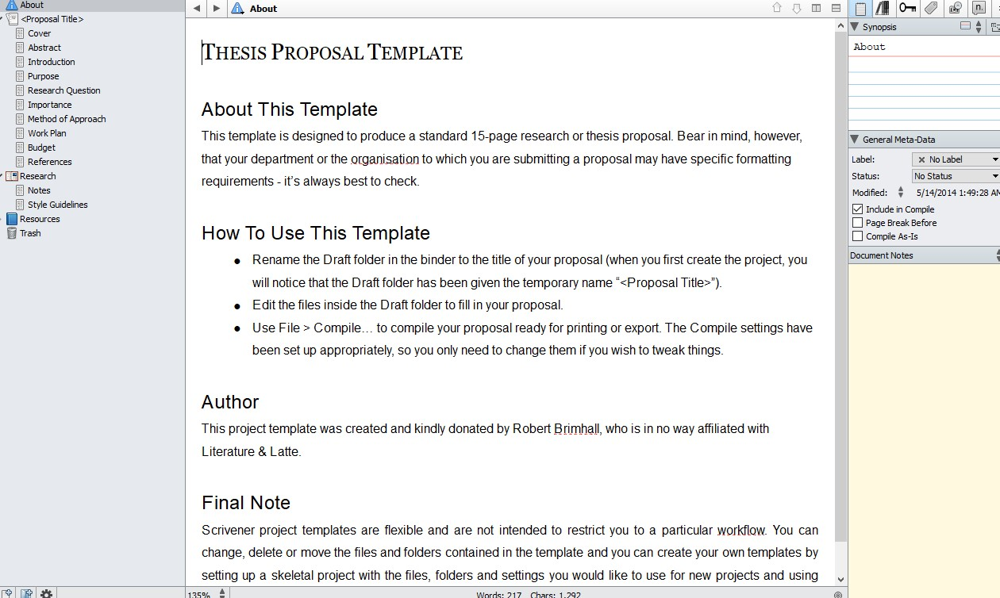 About
<Proposal Title>
Cover
Abstract
Introduction
Purpose
Research Question
Importance
Method of Approach
Work Plan
Budget
References
Research
Notes
Style Guidelines
Resources
Trash
About
THESIS PROPOSAL TEMPLATE
About This Template
This template is designed to produce a standard 15-page research or thesis proposal. Bear in mind, however,
that your department or the organisation to which you are submitting a proposal may have specific formatting
requirements - it’s always best to check.
How To Use This Template
● Rename the Draft folder in the binder to the title of your proposal (when you first create the project, you
will notice that the Draft folder has been given the temporary name “<Proposal Title>”).
● Edit the files inside the Draft folder to fill in your proposal.
● Use File > Compile… to compile your proposal ready for printing or export. The Compile settings have
been set up appropriately, so you only need to change them if you wish to tweak things.
Author
This project template was created and kindly donated by Robert Brimhall, who is in no way affiliated with
Literature & Latte.
Final Note
Scrivener project templates are flexible and are not intended to restrict you to a particular workflow. You can
change, delete or move the files and folders contained in the template and you can create your own templates by
setting up a skeletal project with the files, folders and settings you would like to use for new projects and using
135%
Words: 217 Chars: 1,292
n.
Synopsis
About
General Meta-Data
Label: No Label
Status: No Status
Modified: 5/14/2014 1:49:28 AM
Include in Compile
Page Break Before
Compile As-Is
Document Notes